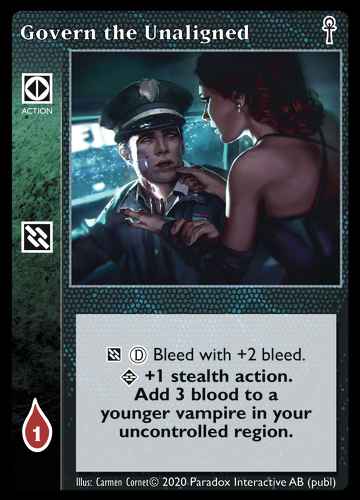 Govern the Unaligned
ACTION
D Bleed with +2 bleed.
+1 stealth action.
Add 3 blood to a
younger vampire in your
uncontrolled region.
1
Illus: Carmen Cornet© 2020 Paradox Interactive AB (publ)